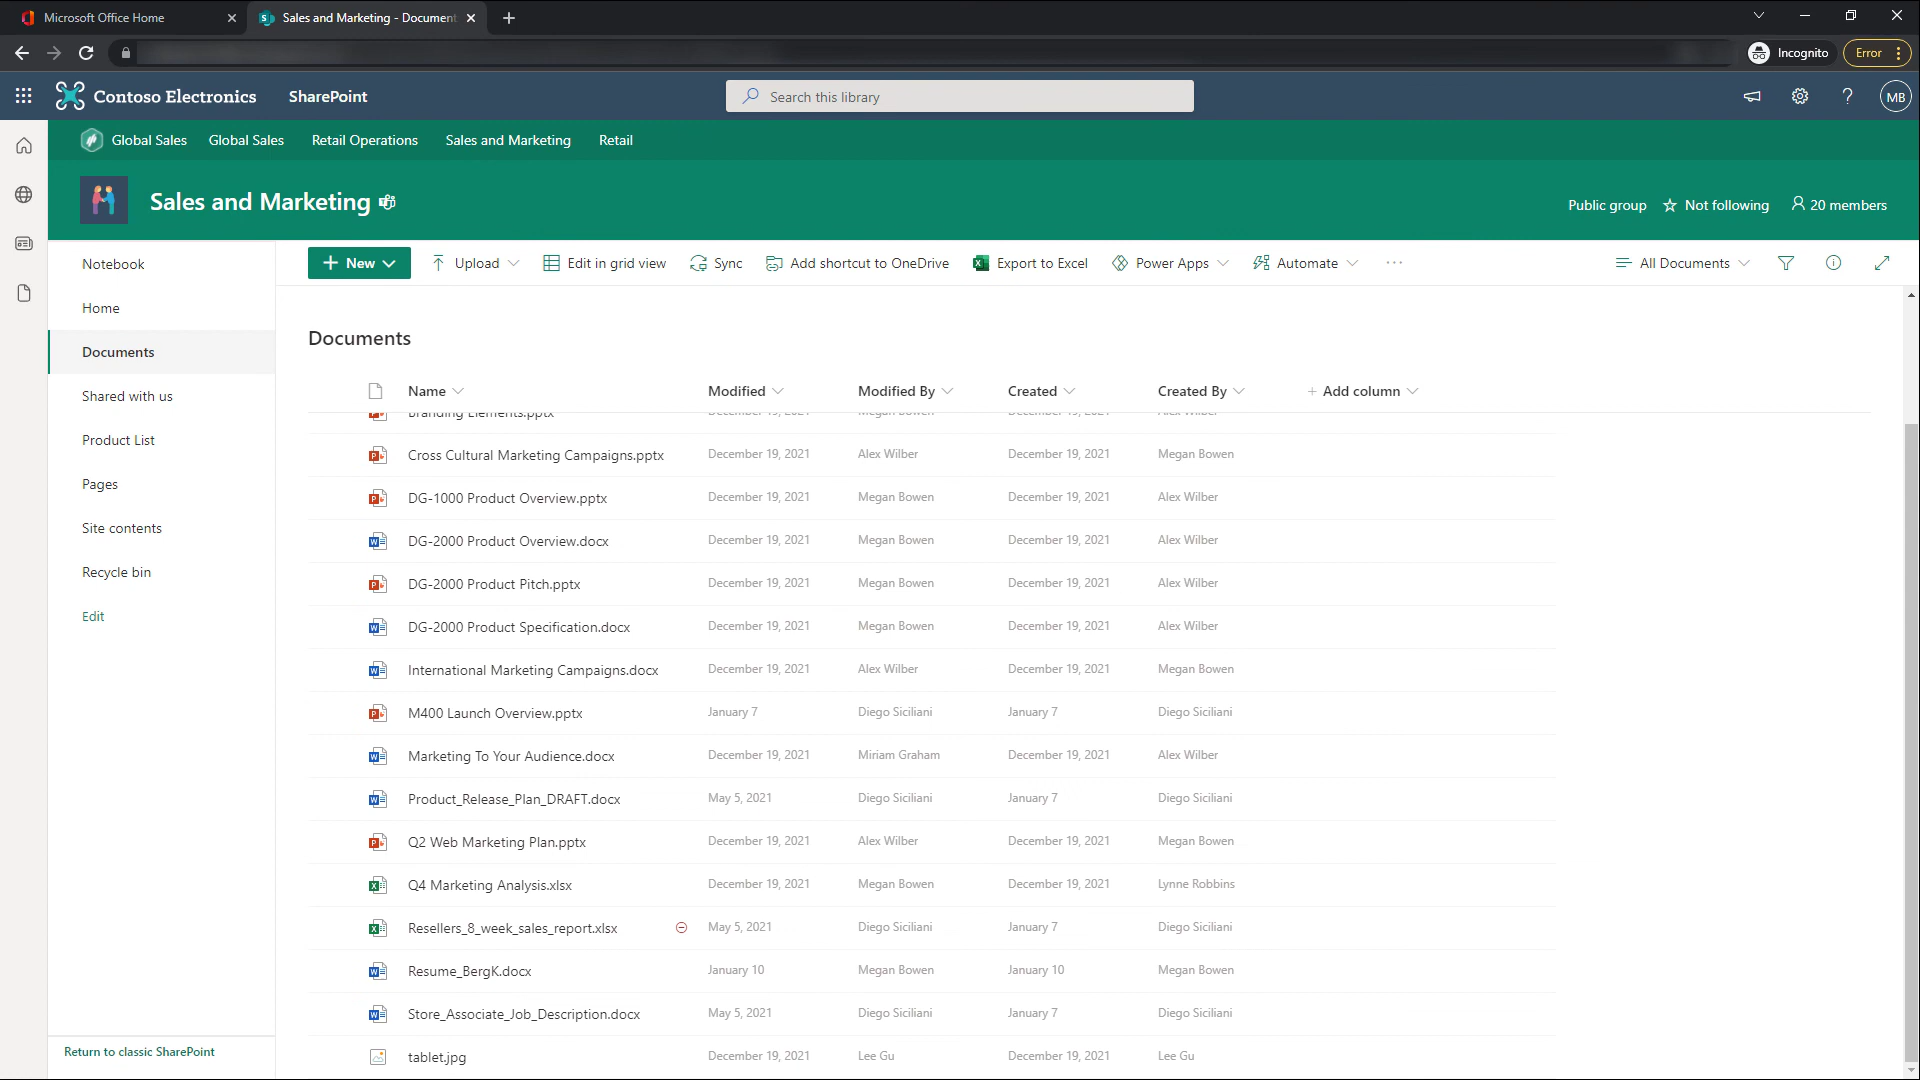 Microsoft Office Home
Sales and Marketing - Document
Incognito
Error
Contoso Electronics SharePoint
Search this library
MB
Global Sales Global Sales Retail Operations Sales and Marketing Retail
Sales and Marketing
Public group Not following 20 members
Notebook
Home
Documents
Shared with us
Product List
Pages
Site contents
Recycle bin
Edit
Return to classic SharePoint
New Upload Edit in grid view Sync Add shortcut to OneDrive Export to Excel Power Apps Automate ··· All Documents
Documents
Name Modified Modified By Created Created By + Add column
Branding Elements.pptx December 19, 2021 Megan Bowen December 19, 2021 Alex Wilber
Cross Cultural Marketing Campaigns.pptx December 19, 2021 Alex Wilber December 19, 2021 Megan Bowen
DG-1000 Product Overview.pptx December 19, 2021 Megan Bowen December 19, 2021 Alex Wilber
DG-2000 Product Overview.docx December 19, 2021 Megan Bowen December 19, 2021 Alex Wilber
DG-2000 Product Pitch.pptx December 19, 2021 Megan Bowen December 19, 2021 Alex Wilber
DG-2000 Product Specification.docx December 19, 2021 Megan Bowen December 19, 2021 Alex Wilber
International Marketing Campaigns.docx December 19, 2021 Alex Wilber December 19, 2021 Megan Bowen
M400 Launch Overview.pptx January 7 Diego Siciliani January 7 Diego Siciliani
Marketing To Your Audience.docx December 19, 2021 Miriam Graham December 19, 2021 Alex Wilber
Product_Release_Plan_DRAFT.docx May 5, 2021 Diego Siciliani January 7 Diego Siciliani
Q2 Web Marketing Plan.pptx December 19, 2021 Alex Wilber December 19, 2021 Megan Bowen
Q4 Marketing Analysis.xlsx December 19, 2021 Megan Bowen December 19, 2021 Lynne Robbins
Resellers_8_week_sales_report.xlsx May 5, 2021 Diego Siciliani January 7 Diego Siciliani
Resume_BergK.docx January 10 Megan Bowen January 10 Megan Bowen
Store_Associate_Job_Description.docx May 5, 2021 Diego Siciliani January 7 Diego Siciliani
tablet.jpg December 19, 2021 Lee Gu December 19, 2021 Lee Gu